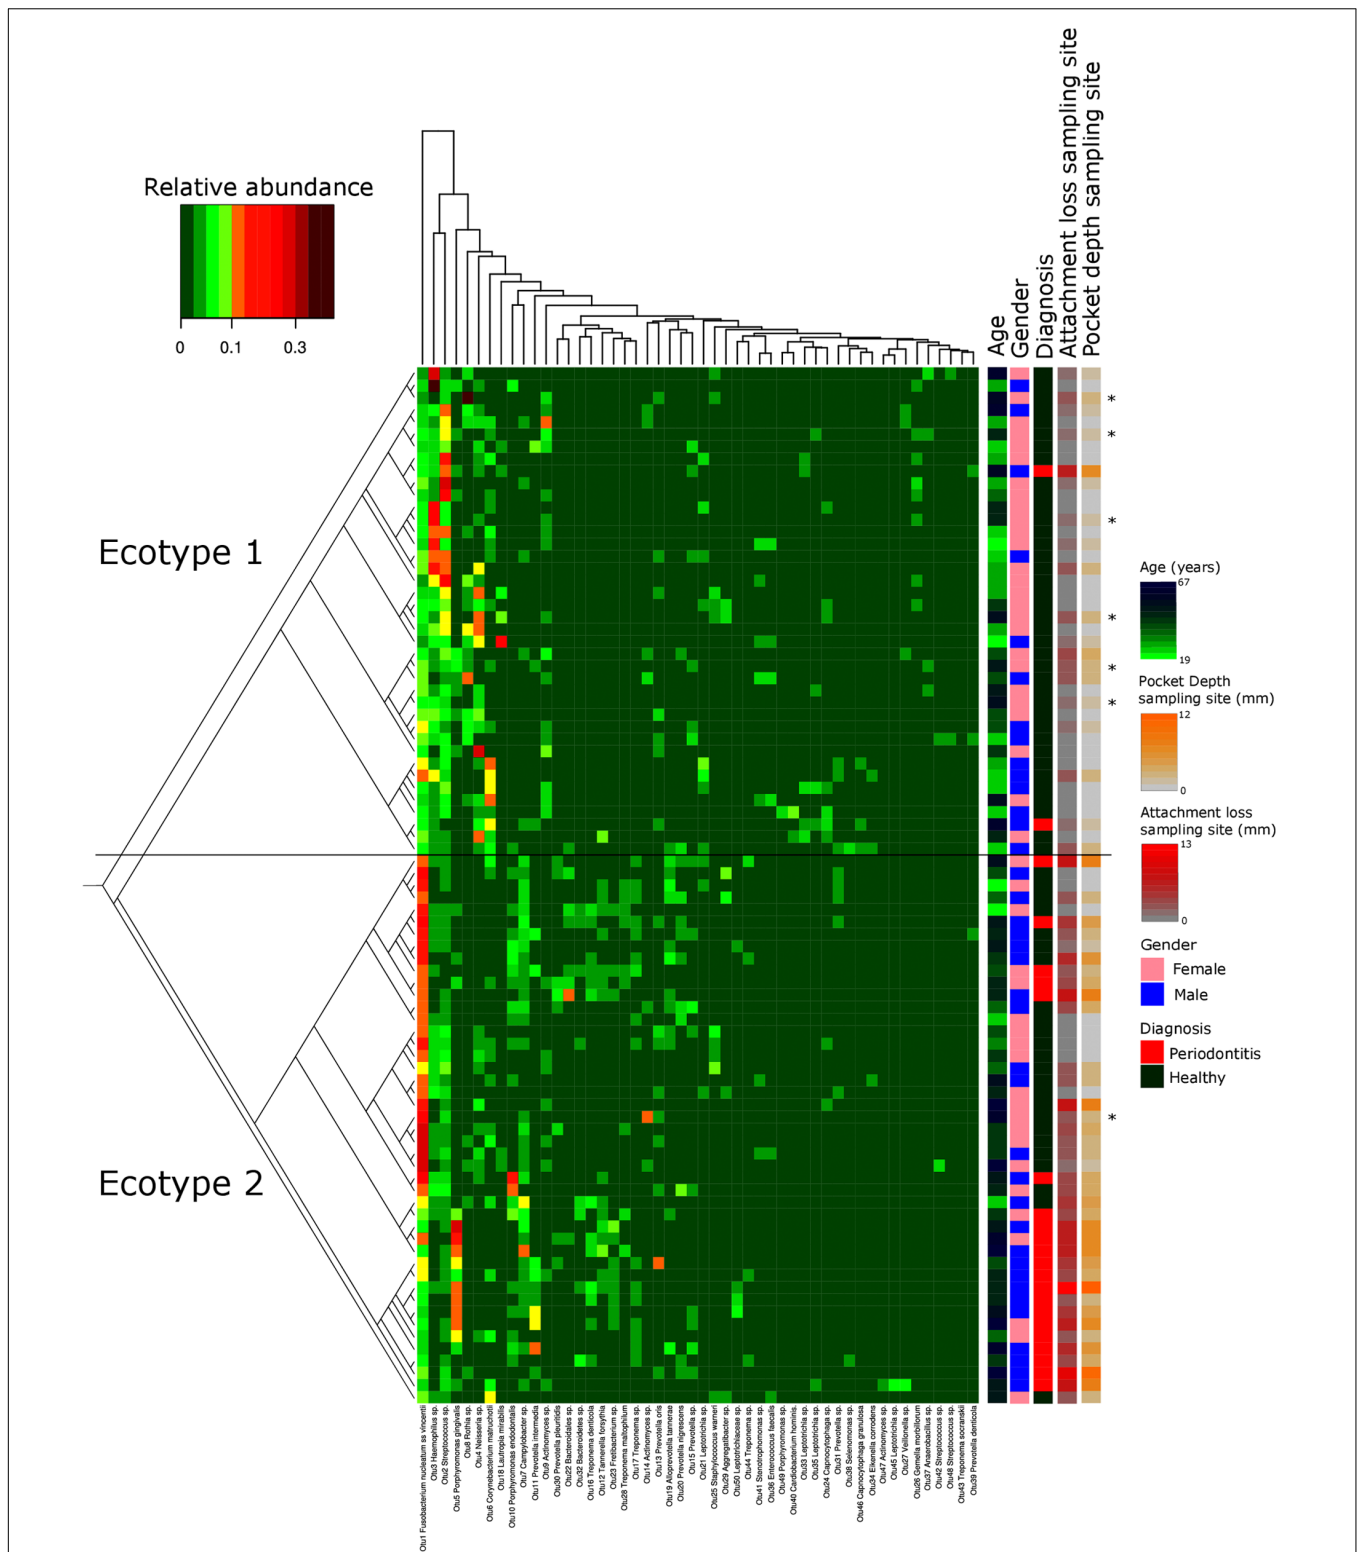 Attachment loss sampling site
Pocket depth sampling site
Age
Gender
Diagnosis
Relative abundance
0
0.1
0.3
*
*
*
*
*
*
*
Ecotype 1
Ecotype 2
Age (years)
67
19
Pocket Depth
sampling site (mm)
12
0
Attachment loss
sampling site (mm)
13
0
Gender
Female
Male
Diagnosis
Periodontitis
Healthy
Otu1 Fusobacterium nucleatum ss vincentii
Otu3 Haemophilus sp.
Otu2 Streptococcus sp.
Otu5 Porphyromonas gingivalis
Otu8 Rothia sp.
Otu4 Neisseria sp.
Otu6 Corynebacterium matruchotii
Otu18 Lautropia mirabilis
Otu10 Porphyromonas endodontalis
Otu7 Campylobacter sp.
Otu11 Prevotella intermedia
Otu9 Actinomyces sp.
Otu30 Prevotella pleuritidis
Otu22 Bacteroidales sp.
Otu32 Bacteroidetes sp.
Otu16 Treponema denticola
Otu12 Tannerella forsythia
Otu23 Fretibacterium sp.
Otu28 Treponema maltophilum
Otu17 Treponema sp.
Otu14 Actinomyces sp.
Otu13 Prevotella oris
Otu19 Alloprevotella tannerae
Otu20 Prevotella nigrescens
Otu15 Prevotella sp.
Otu21 Leptotrichia sp.
Otu25 Staphylococcus warneri
Otu29 Aggregatibacter sp.
Otu50 Leptotrichiaceae sp.
Otu44 Treponema sp.
Otu41 Stenotrophomonas sp.
Otu36 Enterococcus faecalis
Otu49 Porphyromonas sp.
Otu40 Cardiobacterium hominis.
Otu33 Leptotrichia sp.
Otu35 Leptotrichia sp.
Otu24 Capnocytophaga sp.
Otu31 Prevotella sp.
Otu38 Selenomonas sp.
Otu46 Capnocytophaga granulosa
Otu34 Eikenella corrodens
Otu47 Actinomyces sp.
Otu45 Leptotrichia sp.
Otu27 Veillonella sp.
Otu26 Gemella morbillorum
Otu37 Anaerobacillus sp.
Otu42 Streptococcus sp.
Otu48 Streptococcus sp.
Otu43 Treponema socranskii
Otu39 Prevotella denticola